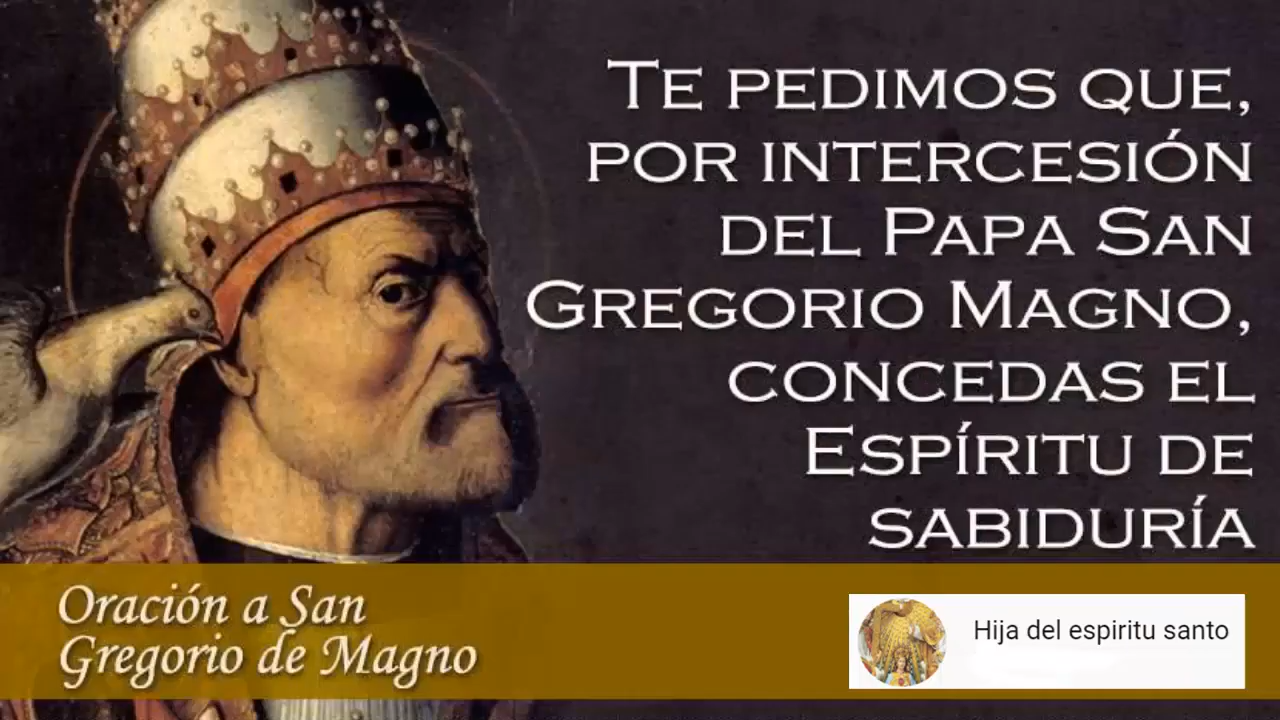 Te pedimos que,
por intercesión
del Papa San
Gregorio Magno,
concedas el
Espíritu de
sabiduría
Oración a San
Gregorio de Magno
Hija del espiritu santo